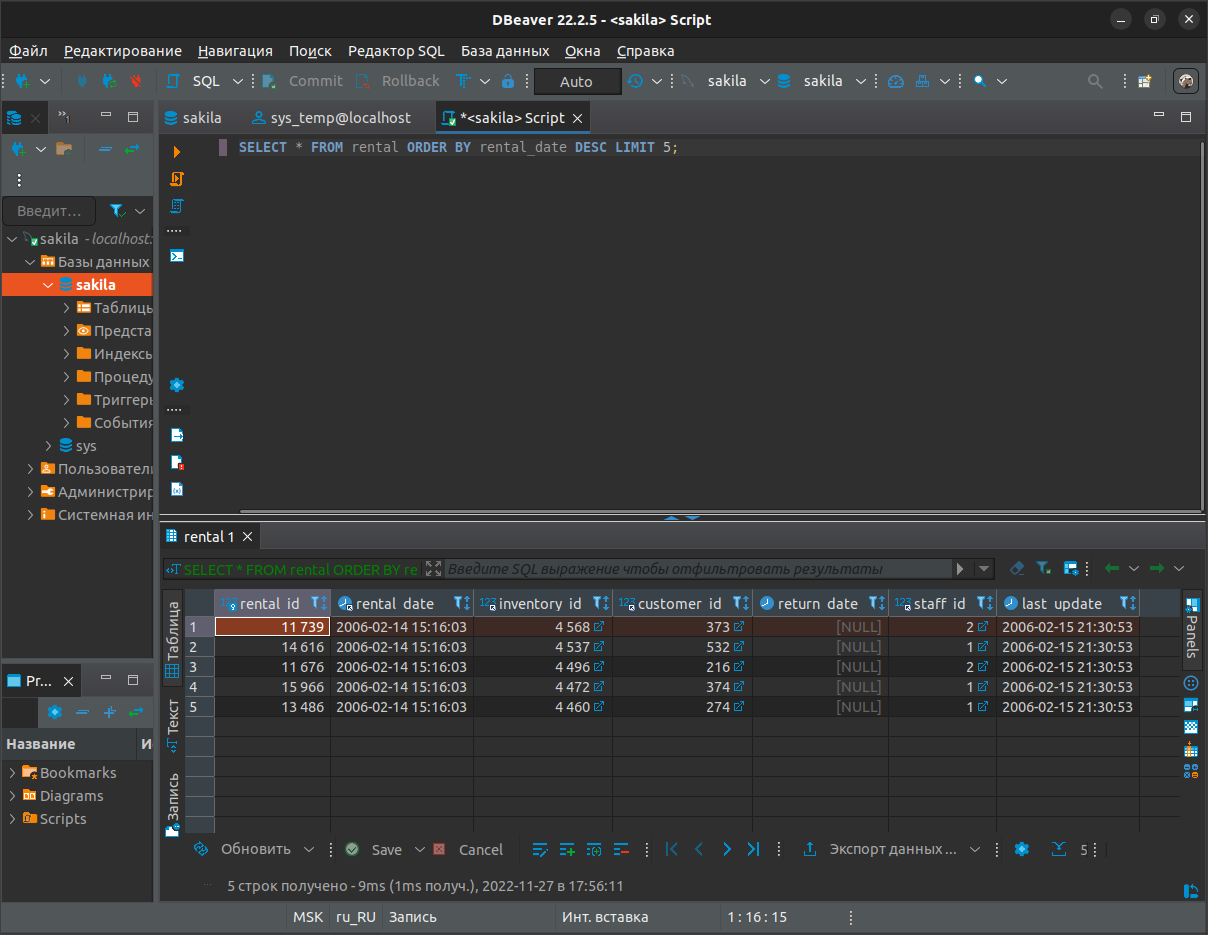 DBeaver 22.2.5 - <sakila> Script
Файл Редактирование Навигация Поиск Редактор SQL База данных Окна Справка
SQL Commit Rollback Auto sakila sakila
sakila sys_temp@localhost *<sakila> Script
SELECT * FROM rental ORDER BY rental_date DESC LIMIT 5;
Введит...
sakila - localhost:
Базы данных
sakila
Таблицы
Предста
Индексы
Процеду
Триггеры
События
sys
Пользователи
Администрир
Системная ин
rental 1
SELECT * FROM rental ORDER BY re Введите SQL выражение чтобы отфильтровать результаты
Таблица
Текст
Запись
Panels
rental_id rental_date inventory_id customer_id return_date staff_id last_update
1 11 739 2006-02-14 15:16:03 4 568 373 [NULL] 2 2006-02-15 21:30:53
2 14 616 2006-02-14 15:16:03 4 537 532 [NULL] 1 2006-02-15 21:30:53
3 11 676 2006-02-14 15:16:03 4 496 216 [NULL] 2 2006-02-15 21:30:53
4 15 966 2006-02-14 15:16:03 4 472 374 [NULL] 1 2006-02-15 21:30:53
5 13 486 2006-02-14 15:16:03 4 460 274 [NULL] 1 2006-02-15 21:30:53
Pr...
Название И
Bookmarks
Diagrams
Scripts
Обновить Save Cancel Экспорт данных ... 5
5 строк получено - 9ms (1ms получ.), 2022-11-27 в 17:56:11
MSK ru_RU Запись Инт. вставка 1 : 16 : 15